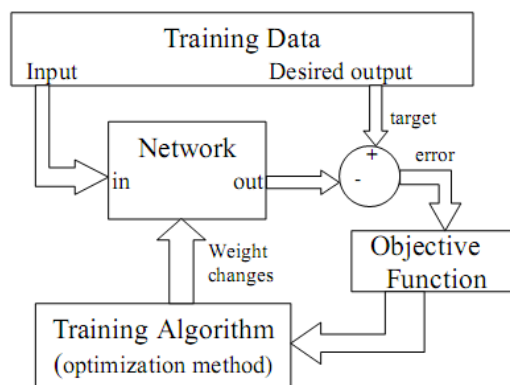 Training Data
Input
Desired output
target
Network
in
out
+
-
error
Weight
changes
Objective
Function
Training Algorithm
(optimization method)